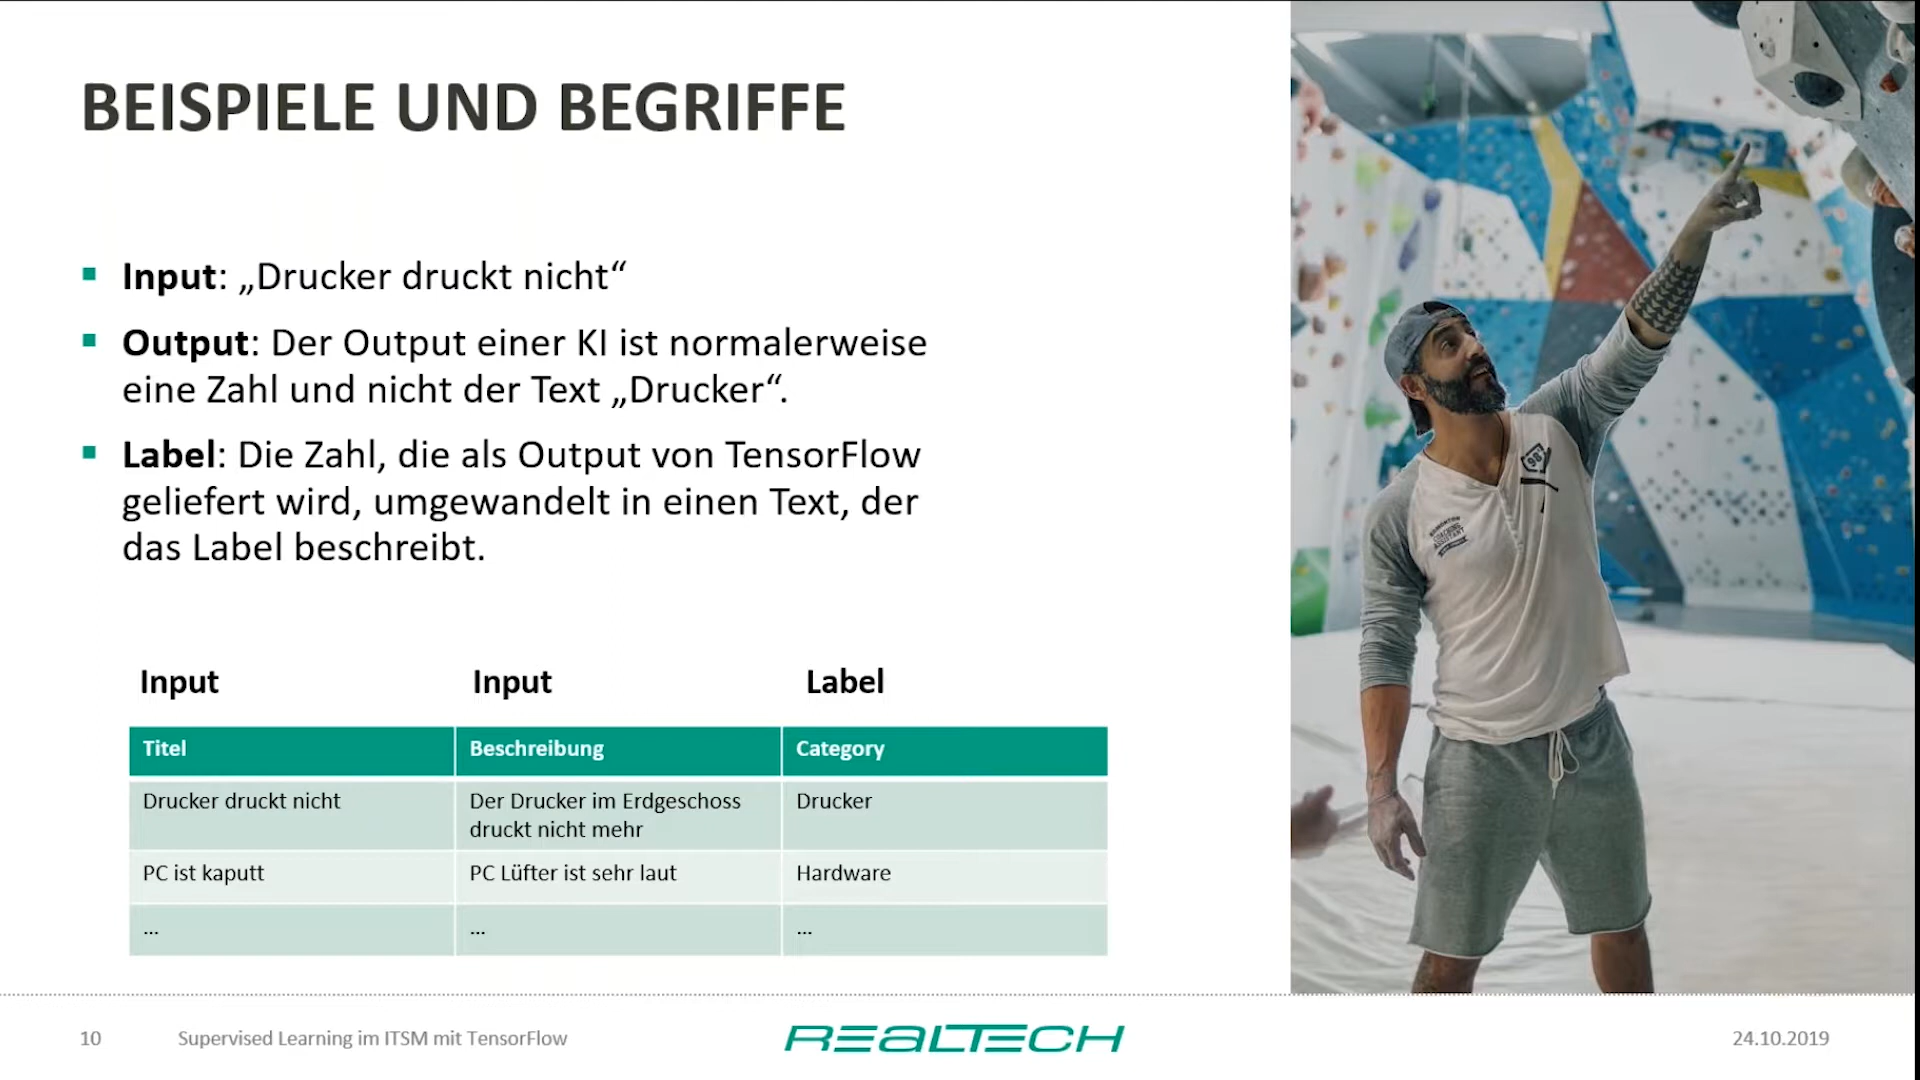 BEISPIELE UND BEGRIFFE
Input: „Drucker druckt nicht“
Output: Der Output einer KI ist normalerweise
eine Zahl und nicht der Text „Drucker“.
Label: Die Zahl, die als Output von TensorFlow
geliefert wird, umgewandelt in einen Text, der
das Label beschreibt.
Input Input Label
Titel Beschreibung Category
Drucker druckt nicht Der Drucker im Erdgeschoss Drucker
druckt nicht mehr
PC ist kaputt PC Lüfter ist sehr laut Hardware
... ... ...
10 Supervised Learning im ITSM mit TensorFlow REALTECH 24.10.2019